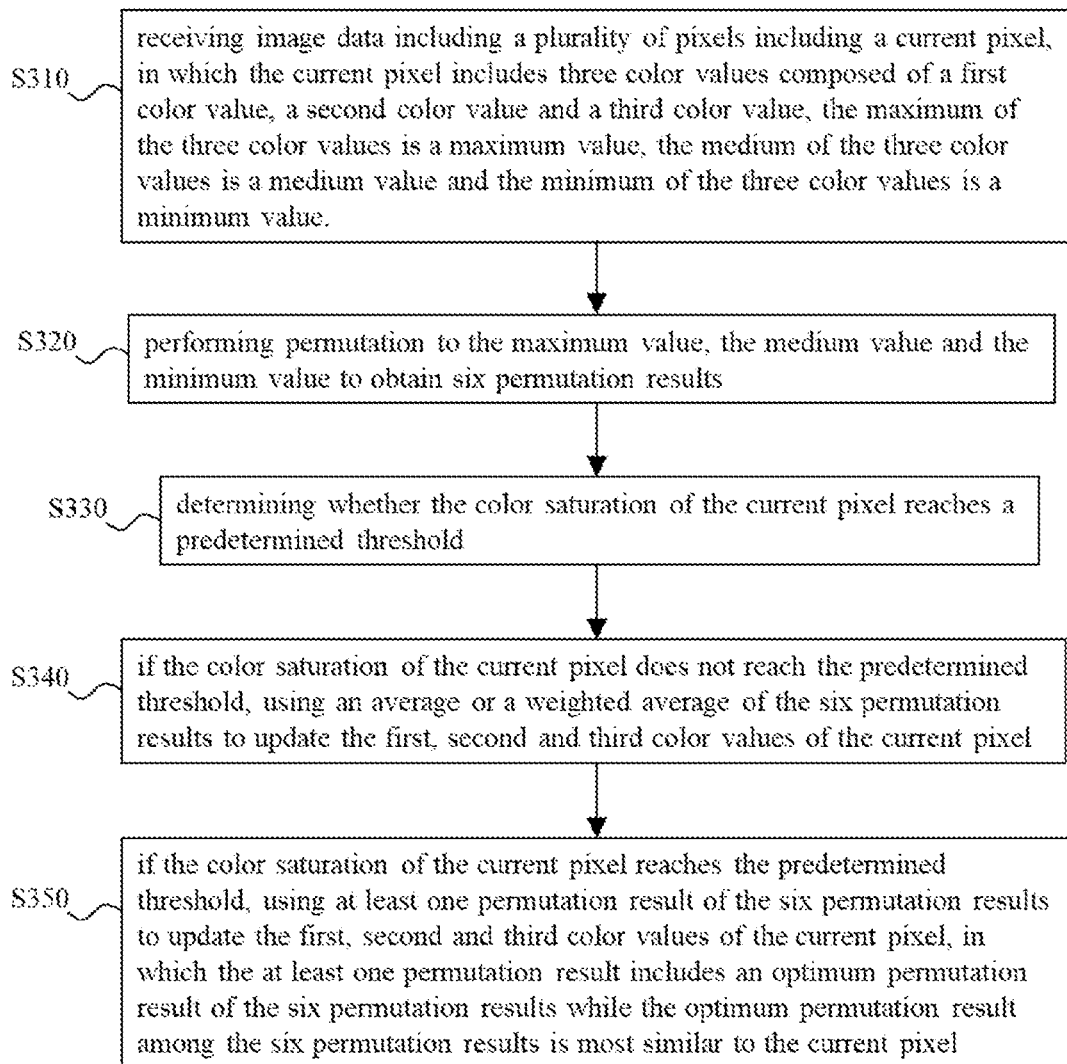 receiving image data including a plurality of pixels including a current pixel,
in which the current pixel includes three color values composed of a first
S310
color value, a second color value and a third color value, the maximum of
the three color values is a maximum value, the medium of the three color
values is a medium value and the minimum of the three color values is a
minimum value.
S320
performing permutation to the maximum value, the medium value and the
minimum value to obtain six permutation results
S330
determining whether the color saturation of the current pixel reaches a
predetermined threshold
if the color saturation of the current pixel does not reach the predetermined
S340
threshold, using an average or a weighted average of the six permutation
results to update the first, second and third color values of the current pixel
if the color saturation of the current pixel reaches the predetermined
S350
threshold, using at least one permutation result of the six permutation results
to update the first, second and third color values of the current pixel, in
which the at least one permutation result includes an optimum permutation
result of the six permutation results while the optimum permutation result
among the six permutation results is most similar to the current pixel